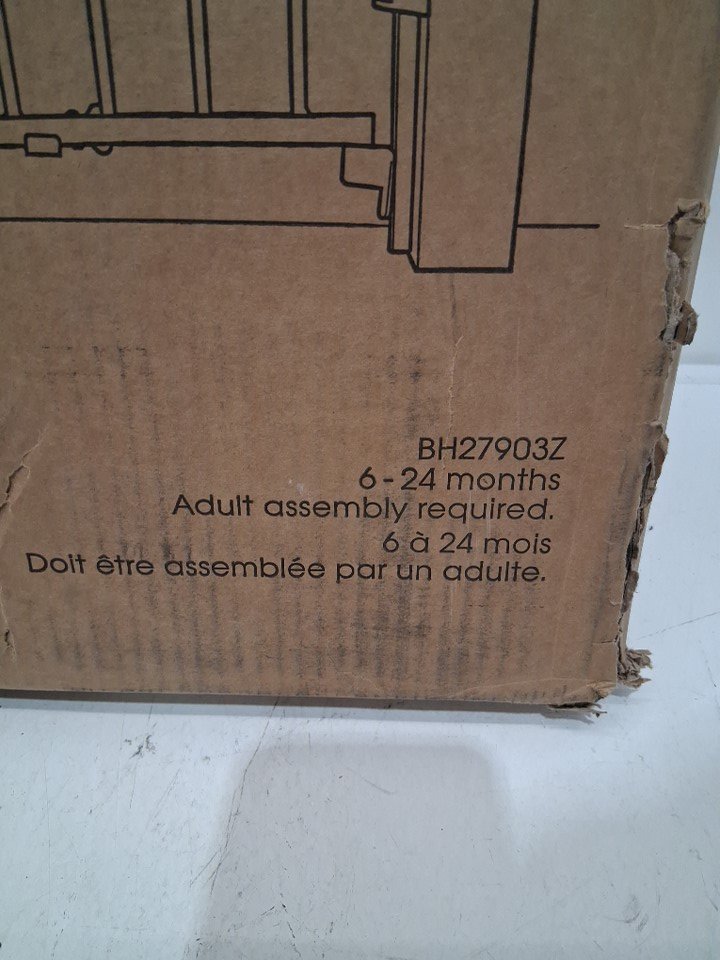 BH27903Z
6-24 months
Adult assembly required.
6 à 24 mois
Doit être assemblée par un adulte.